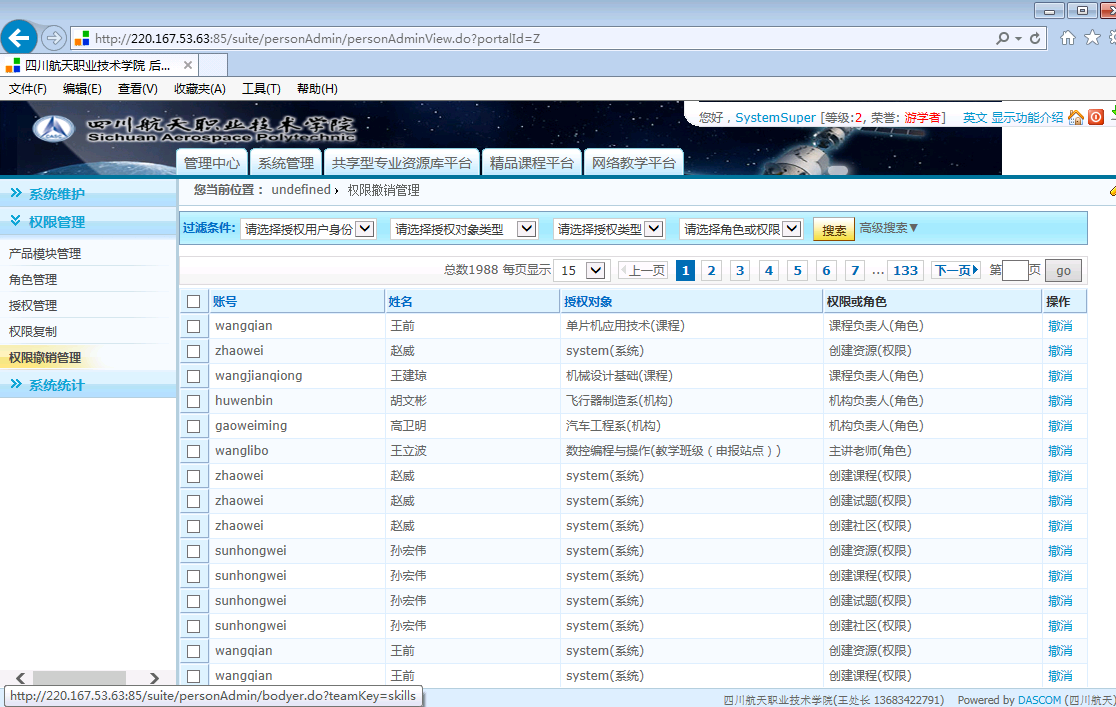 http://220.167.53.63:85/suite/personAdmin/personAdminView.do?portalId=Z
四川航天职业技术学院 后...
文件(F) 编辑(E) 查看(V) 收藏夹(A) 工具(T) 帮助(H)
CASC 四川航天职业技术学院
Sichuan Aerospace Polytechnic
您好，SystemSuper [等级:2, 荣誉: 游学者] 英文 显示功能介绍
管理中心 系统管理 共享型专业资源库平台 精品课程平台 网络教学平台
系统维护
权限管理
产品模块管理
角色管理
授权管理
权限复制
权限撤销管理
系统统计
您当前位置： undefined 权限撤销管理
过滤条件: 请选择授权用户身份 请选择授权对象类型 请选择授权类型 请选择角色或权限 搜索 高级搜索▼
总数1988 每页显示 15 上一页 1 2 3 4 5 6 7 ... 133 下一页 第 页 go
账号 姓名 授权对象 权限或角色 操作
wangqian 王前 单片机应用技术(课程) 课程负责人(角色) 撤消
zhaowei 赵威 system(系统) 创建资源(权限) 撤消
wangjianqiong 王建琼 机械设计基础(课程) 课程负责人(角色) 撤消
huwenbin 胡文彬 飞行器制造系(机构) 机构负责人(角色) 撤消
gaoweiming 高卫明 汽车工程系(机构) 机构负责人(角色) 撤消
wanglibo 王立波 数控编程与操作(教学班级（申报站点）) 主讲老师(角色) 撤消
zhaowei 赵威 system(系统) 创建课程(权限) 撤消
zhaowei 赵威 system(系统) 创建试题(权限) 撤消
zhaowei 赵威 system(系统) 创建社区(权限) 撤消
sunhongwei 孙宏伟 system(系统) 创建资源(权限) 撤消
sunhongwei 孙宏伟 system(系统) 创建课程(权限) 撤消
sunhongwei 孙宏伟 system(系统) 创建试题(权限) 撤消
sunhongwei 孙宏伟 system(系统) 创建社区(权限) 撤消
wangqian 王前 system(系统) 创建资源(权限) 撤消
wangqian 王前 system(系统) 创建课程(权限) 撤消
http://220.167.53.63:85/suite/personAdmin/bodyer.do?teamKey=skills
四川航天职业技术学院(王处长 13683422791) Powered by DASCOM (四川航天)